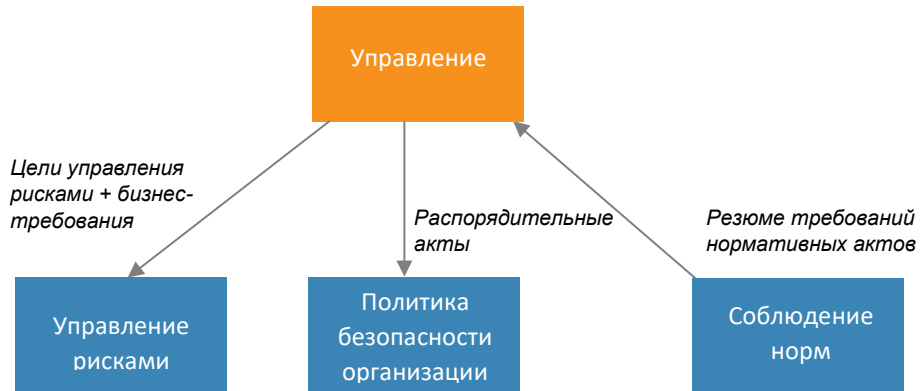 Управление
Цели управления
рисками + бизнес-
требования
Распорядительные
акты
Резюме требований
нормативных актов
Управление
рисками
Политика
безопасности
организации
Соблюдение
норм